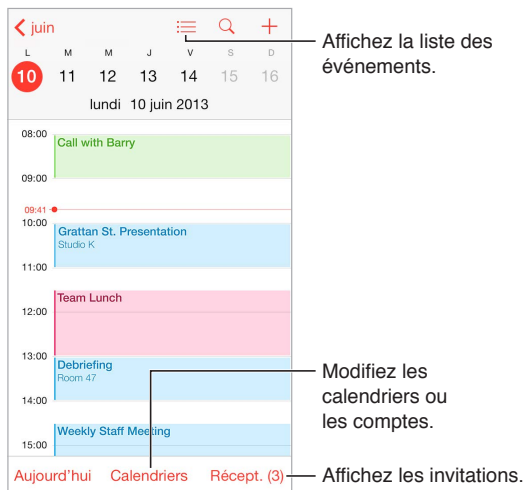 juin
L M M J V S D
10 11 12 13 14 15 16
lundi 10 juin 2013
Affichez la liste des
événements.
08:00
Call with Barry
09:00
09:41
10:00
Grattan St. Presentation
Studio K
11:00
Team Lunch
12:00
13:00
Debriefing
Room 47
14:00
Weekly Staff Meeting
15:00
Modifiez les
calendriers ou
les comptes.
Aujourd'hui Calendriers Récept. (3)
Affichez les invitations.